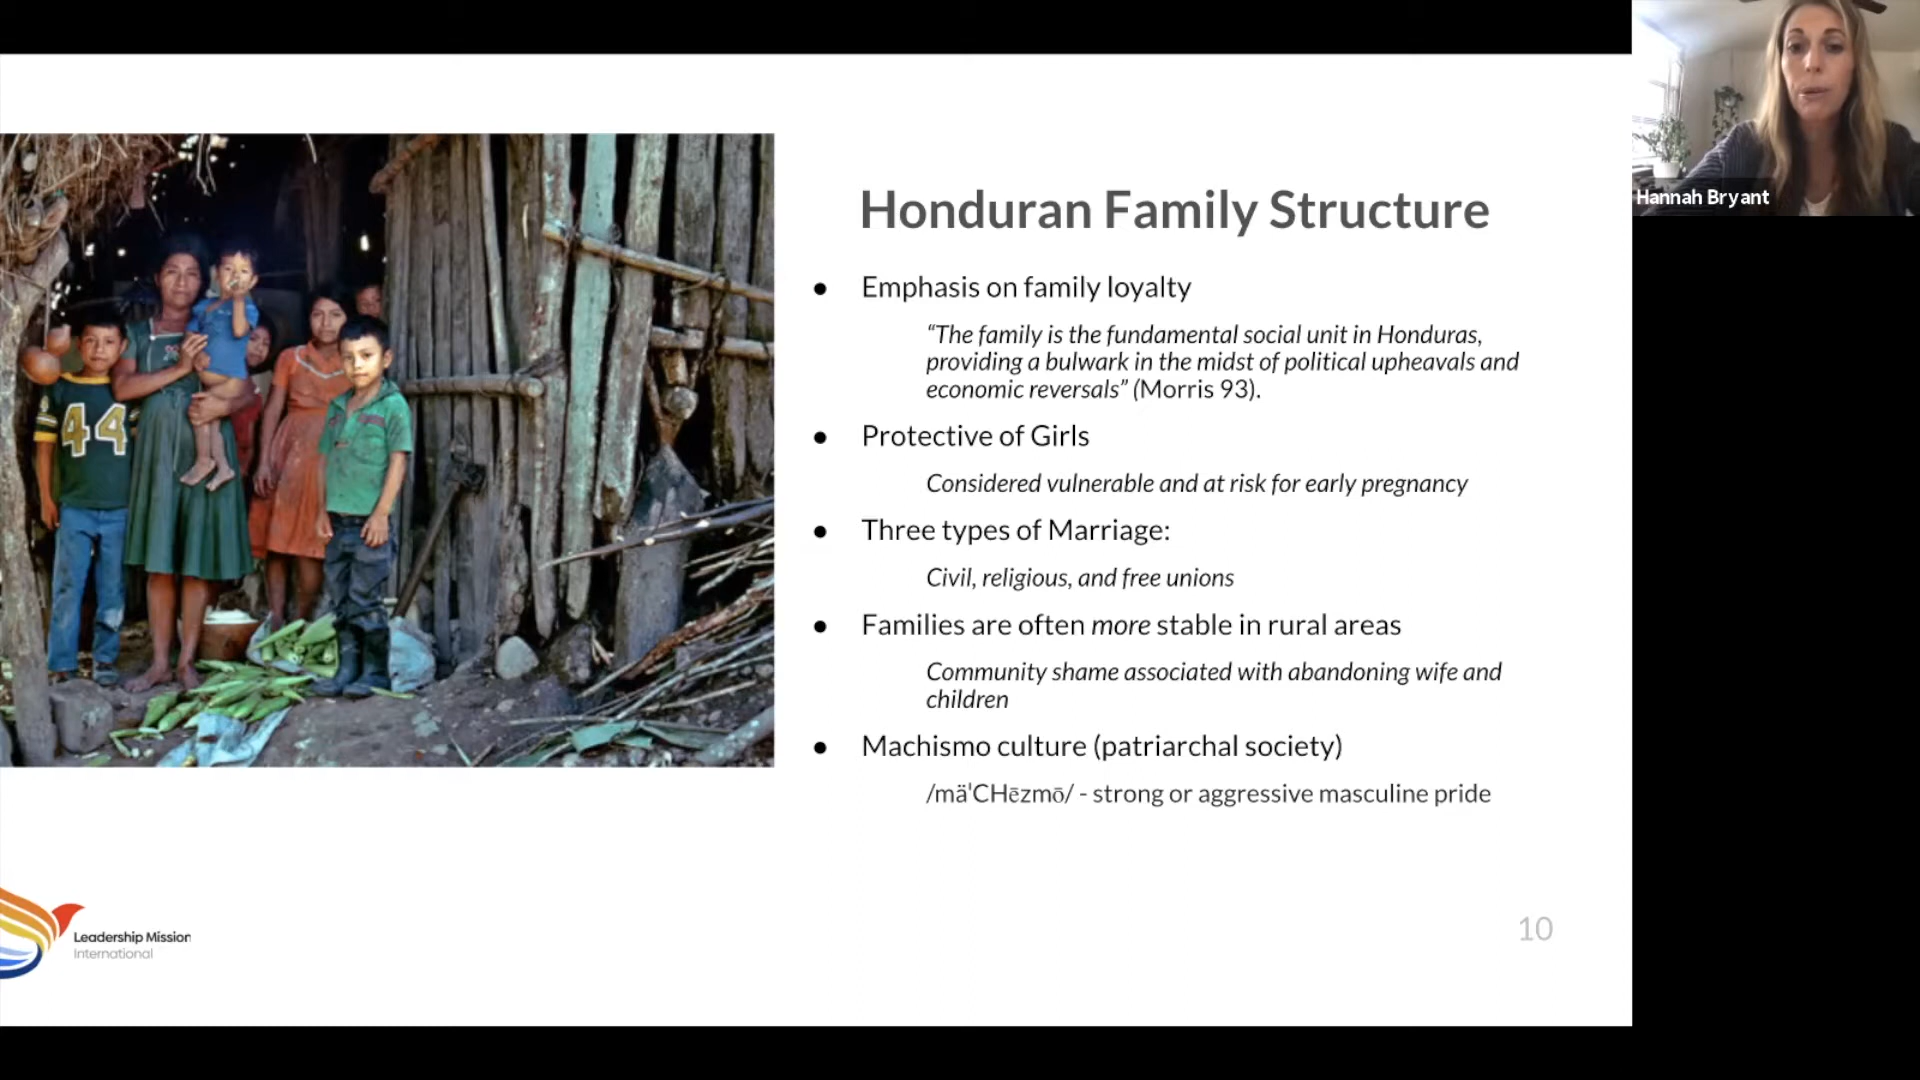 Hannah Bryant
44
Honduran Family Structure
● Emphasis on family loyalty
“The family is the fundamental social unit in Honduras,
providing a bulwark in the midst of political upheavals and
economic reversals” (Morris 93).
● Protective of Girls
Considered vulnerable and at risk for early pregnancy
● Three types of Marriage:
Civil, religious, and free unions
● Families are often more stable in rural areas
Community shame associated with abandoning wife and
children
● Machismo culture (patriarchal society)
/mäˈCHēzmō/ - strong or aggressive masculine pride
Leadership Mission
International
10